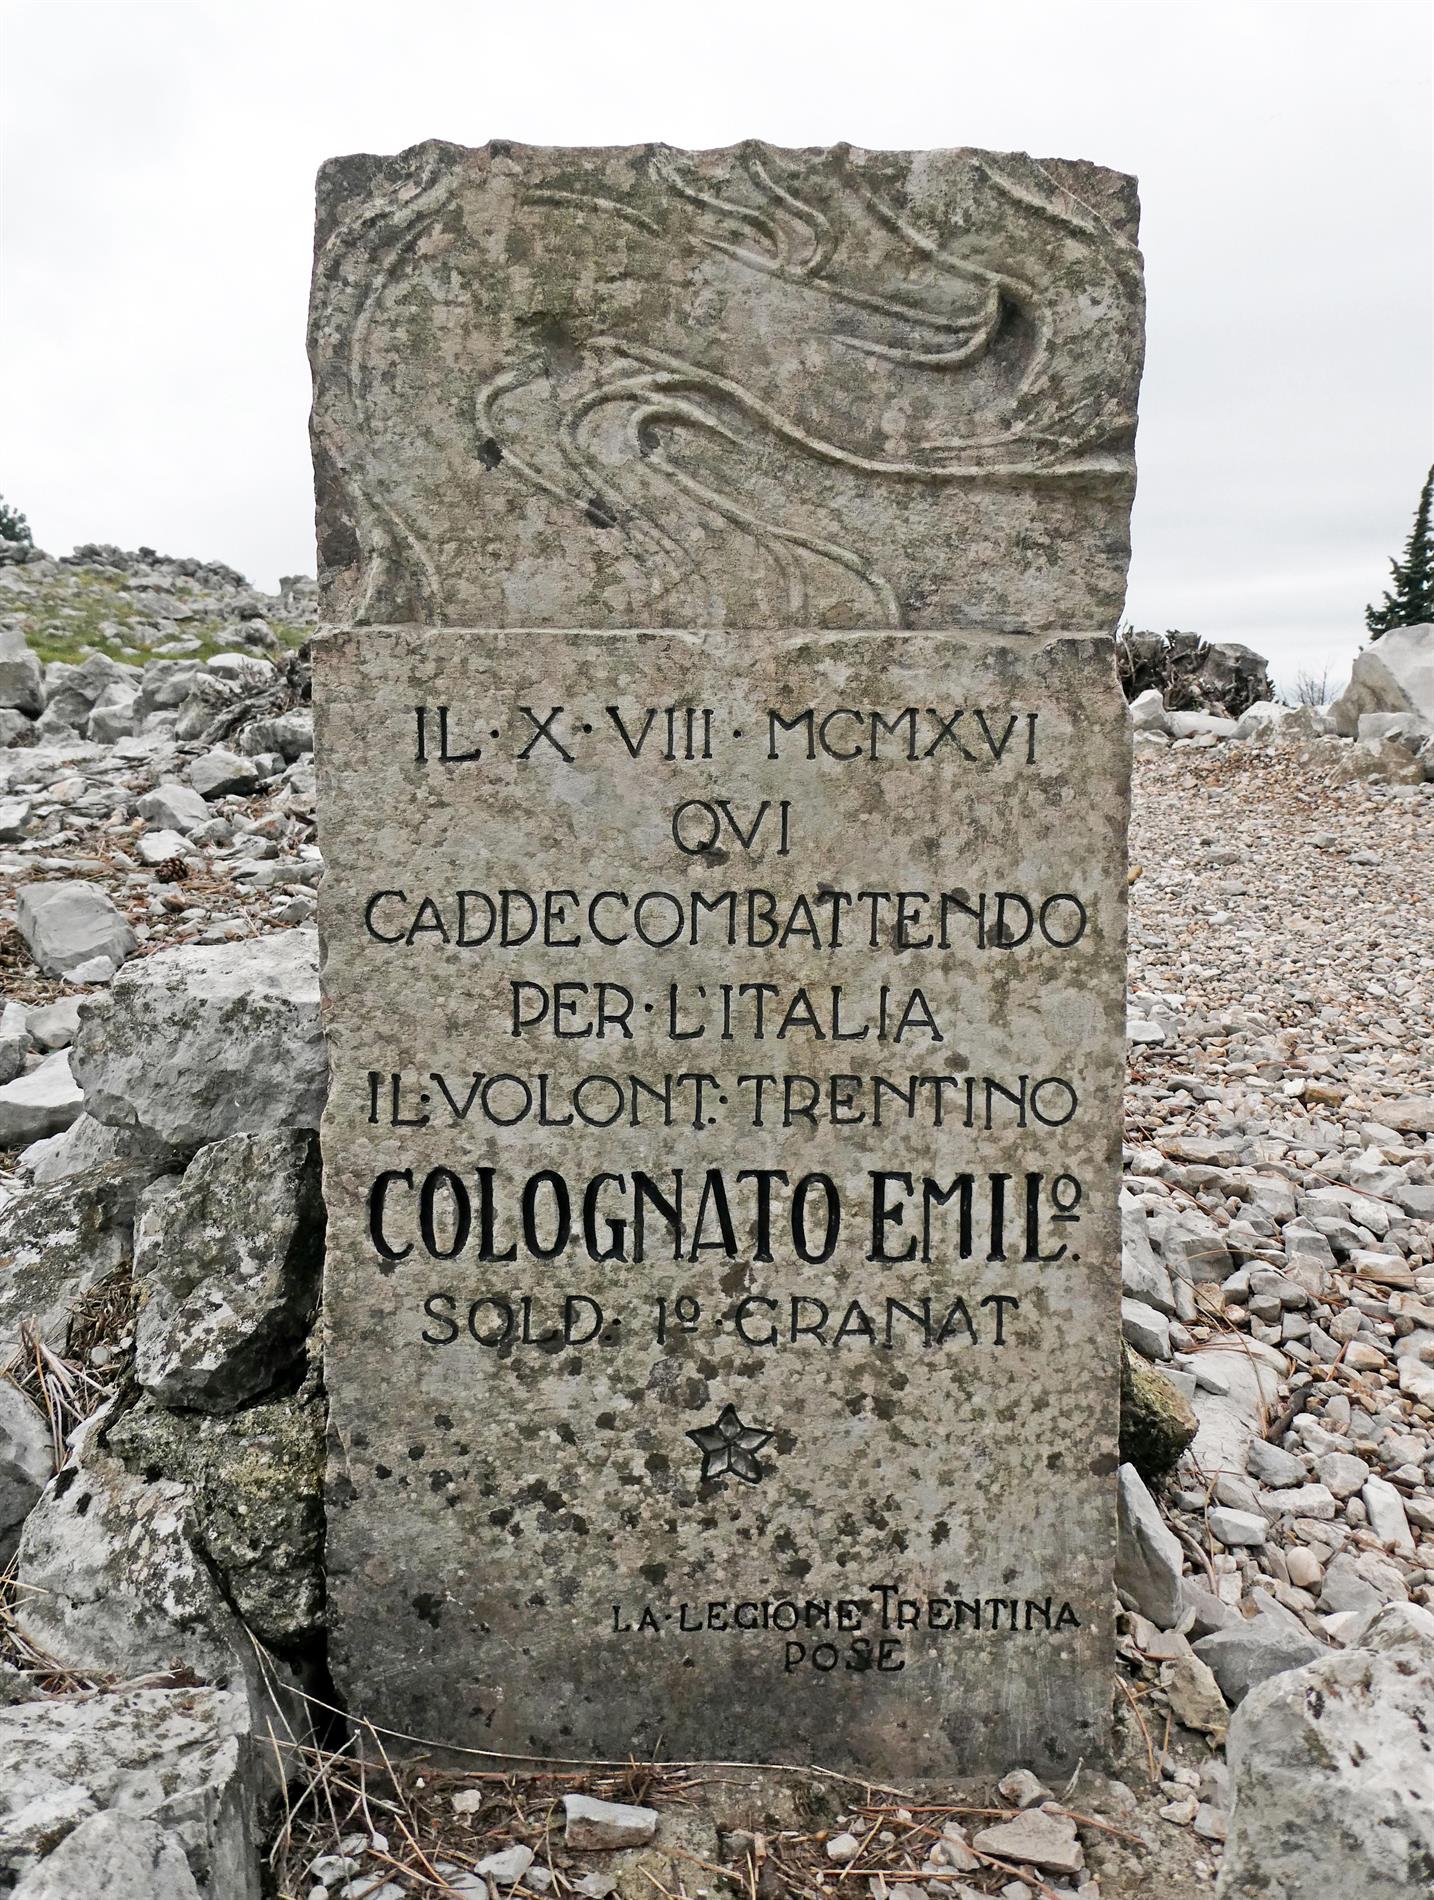 IL·X·VIII·MCMXVI
QVI
CADDECOMBATTENDO
PER·L'ITALIA
IL·VOLONT·TRENTINO
COLOGNATO EMILº.
SOLD·1º·GRANAT
LA·LEGIONE TRENTINA
POSE